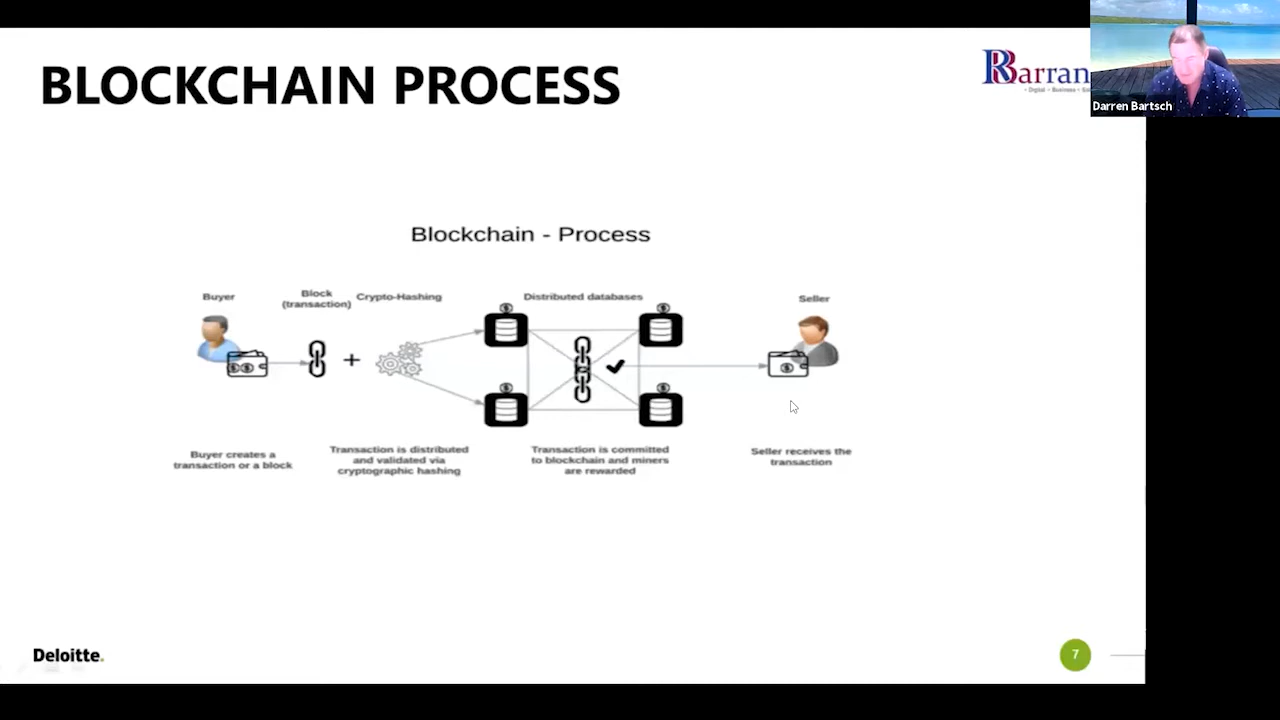 BLOCKCHAIN PROCESS
Barran
Darren Bartsch
Blockchain - Process
Buyer
Block
(transaction)
Crypto-Hashing
Distributed databases
Seller
Buyer creates a
transaction or a block
Transaction is distributed
and validated via
cryptographic hashing
Transaction is committed
to blockchain and miners
are rewarded
Seller receives the
transaction
Deloitte.
7